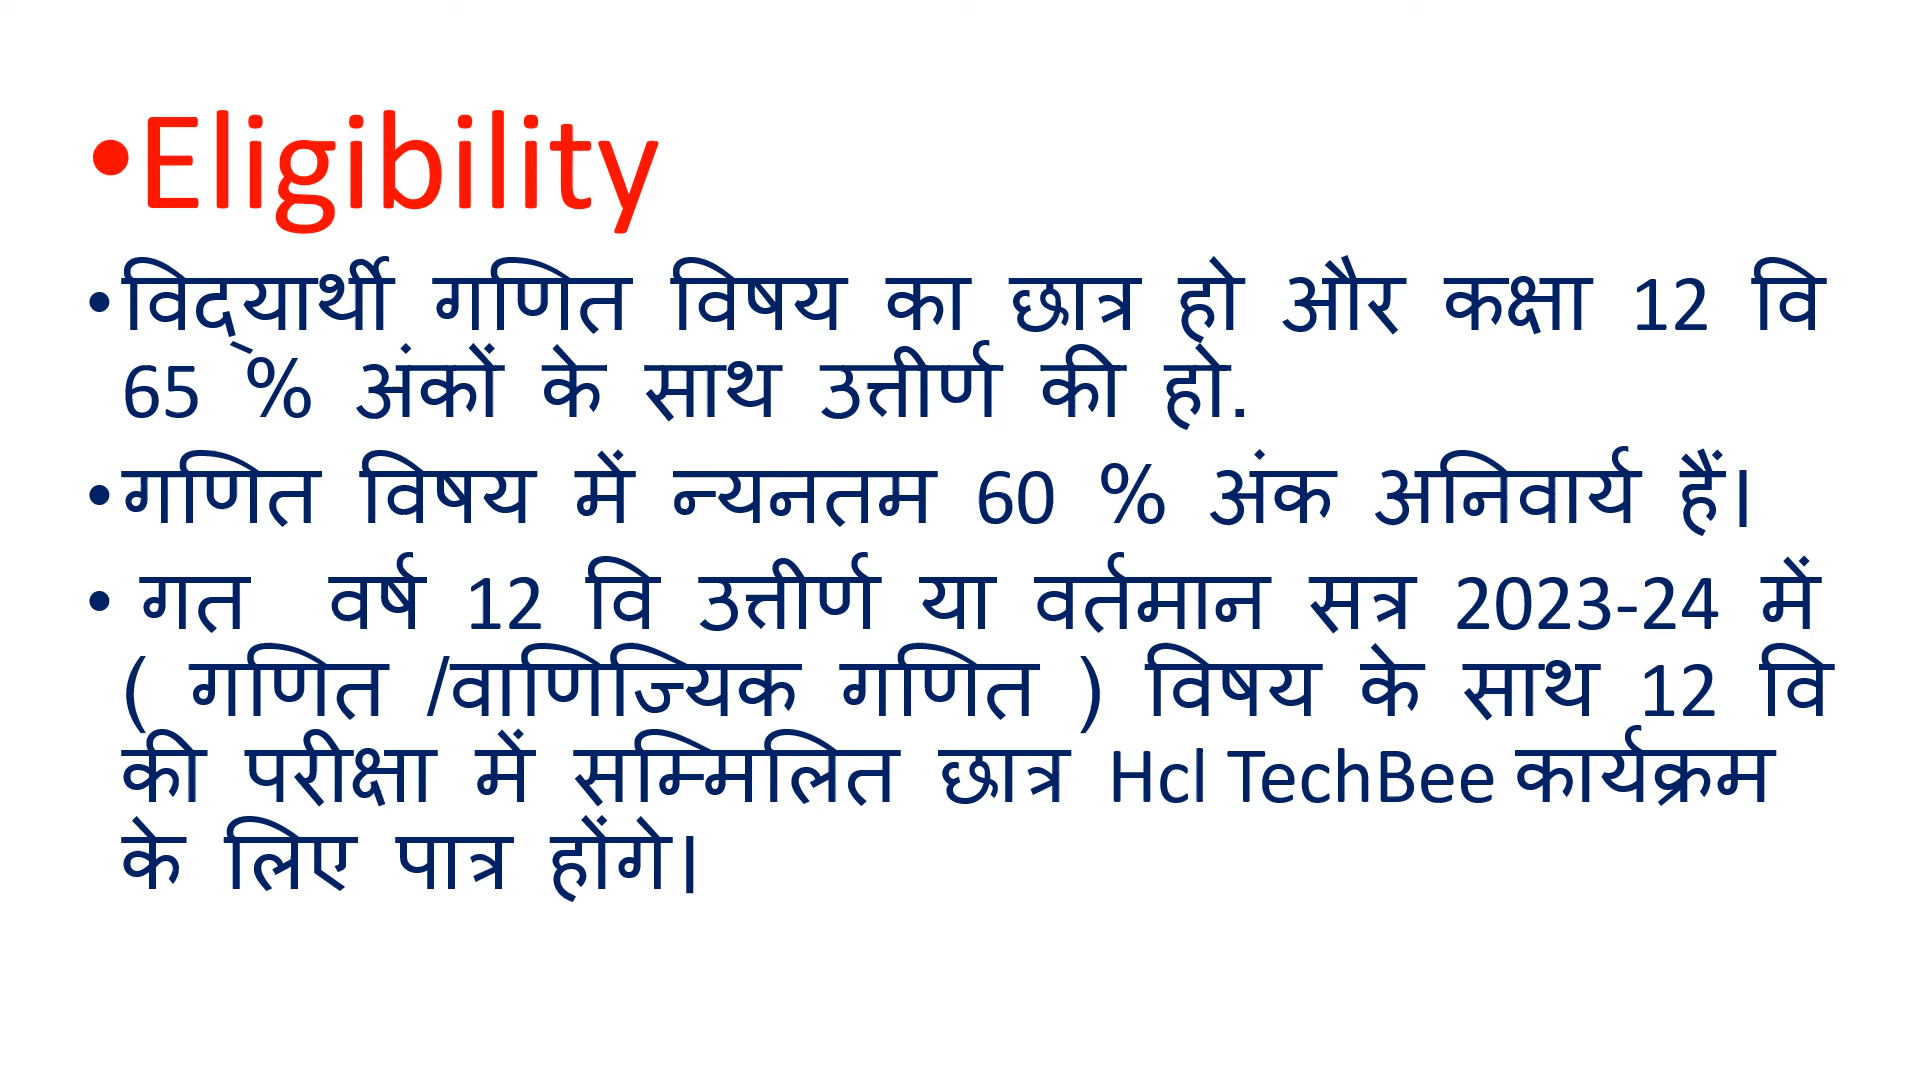 •Eligibility
•विद्यार्थी गणित विषय का छात्र हो और कक्षा 12 वि
65 % अंकों के साथ उत्तीर्ण की हो.
•गणित विषय में न्यनतम 60 % अंक अनिवार्य हैं।
• गत वर्ष 12 वि उत्तीर्ण या वर्तमान सत्र 2023-24 में
( गणित /वाणिज्यिक गणित ) विषय के साथ 12 वि
की परीक्षा में सम्मिलित छात्र Hcl TechBee कार्यक्रम
के लिए पात्र होंगे।